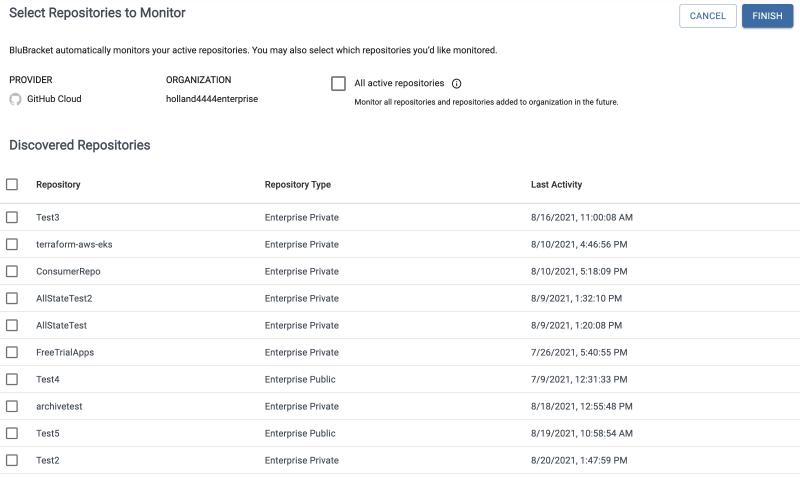 Select Repositories to Monitor
CANCEL
FINISH
BluBracket automatically monitors your active repositories. You may also select which repositories you'd like monitored.
PROVIDER
ORGANIZATION
All active repositories
GitHub Cloud
holland4444enterprise
Monitor all repositories and repositories added to organization in the future.
Discovered Repositories
Repository Repository Type Last Activity
Test3 Enterprise Private 8/16/2021, 11:00:08 AM
terraform-aws-eks Enterprise Private 8/10/2021, 4:46:56 PM
ConsumerRepo Enterprise Private 8/10/2021, 5:18:09 PM
AllStateTest2 Enterprise Private 8/9/2021, 1:32:10 PM
AllStateTest Enterprise Private 8/9/2021, 1:20:08 PM
FreeTrialApps Enterprise Private 7/26/2021, 5:40:55 PM
Test4 Enterprise Public 7/9/2021, 12:31:33 PM
archivetest Enterprise Private 8/18/2021, 12:55:48 PM
Test5 Enterprise Public 8/19/2021, 10:58:54 AM
Test2 Enterprise Private 8/20/2021, 1:47:59 PM